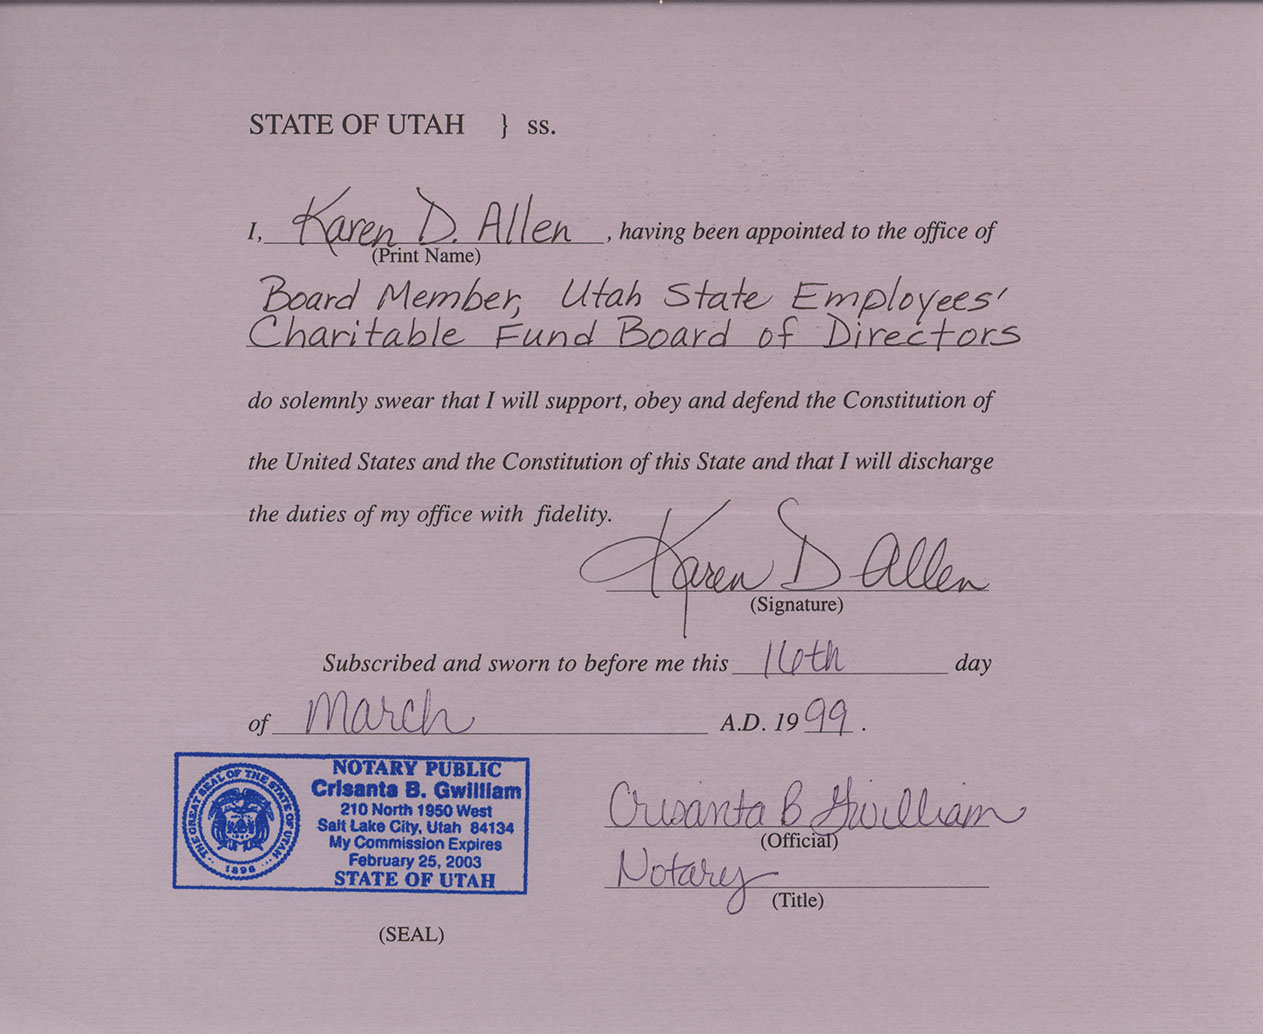 STATE OF UTAH } ss.
I, Karen D. Allen, having been appointed to the office of
(Print Name)
Board Member, Utah State Employees'
Charitable Fund Board of Directors
do solemnly swear that I will support, obey and defend the Constitution of
the United States and the Constitution of this State and that I will discharge
the duties of my office with fidelity.
Karen D Allen
(Signature)
Subscribed and sworn to before me this 16th day
of March A.D. 1999.
NOTARY PUBLIC
Crisanta B. Gwilliam
210 North 1950 West
Salt Lake City, Utah 84134
My Commission Expires
February 25, 2003
STATE OF UTAH
THE GREAT SEAL OF THE STATE OF UTAH
1896
(SEAL)
Crisanta B Gwilliam
(Official)
Notary
(Title)